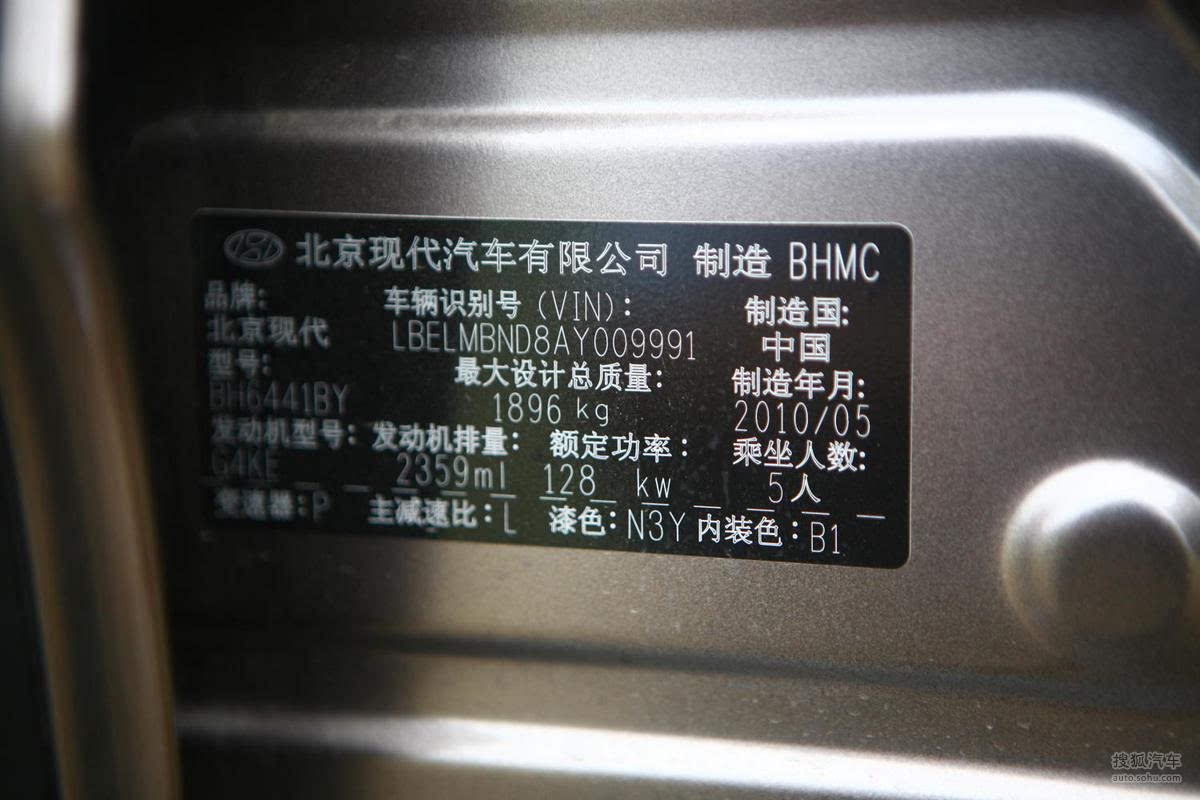 北京现代汽车有限公司 制造 BHMC
品牌: 车辆识别号 (VIN): 制造国:
北京现代 LBELMBND8AY009991 中国
型号: 最大设计总质量: 制造年月:
BH6441BY 1896 kg 2010/05
发动机型号: 发动机排量: 额定功率: 乘坐人数:
G4KE 2359ml 128 kw 5人
变速器:P 主减速比:L 漆色:N3Y 内装色:B1
搜狐汽车
auto.sohu.com